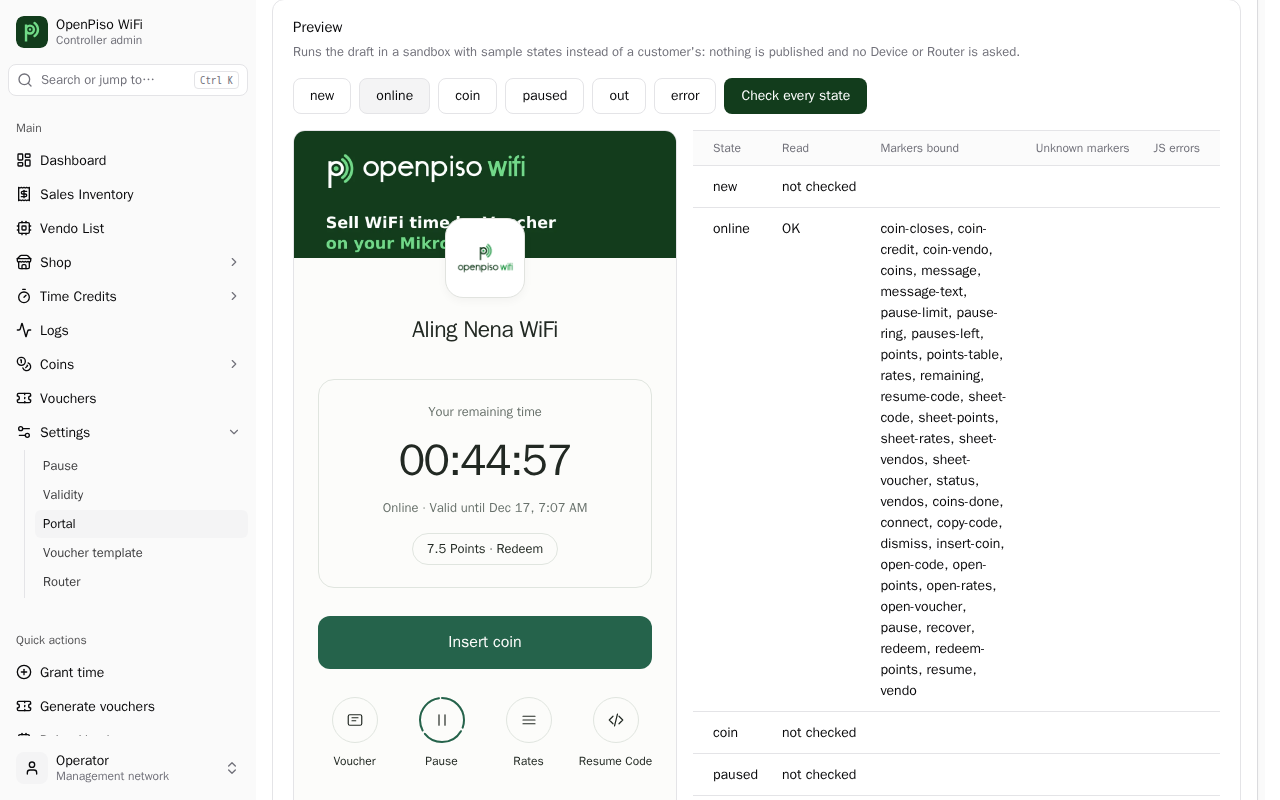 OpenPiso WiFi
Controller admin
Search or jump to···
Ctrl K
Main
Dashboard
Sales Inventory
Vendo List
Shop
Time Credits
Logs
Coins
Vouchers
Settings
Pause
Validity
Portal
Voucher template
Router
Quick actions
Grant time
Generate vouchers
Operator
Management network
Preview
Runs the draft in a sandbox with sample states instead of a customer's: nothing is published and no Device or Router is asked.
new
online
coin
paused
out
error
Check every state
openpiso wifi
Sell WiFi time
on your
openpiso wifi
Aling Nena WiFi
Your remaining time
00:44:57
Online · Valid until Dec 17, 7:07 AM
7.5 Points · Redeem
Insert coin
Voucher
Pause
Rates
Resume Code
State
Read
Markers bound
Unknown markers
JS errors
new
not checked
online
OK
coin-closes, coin-
credit, coin-vendo,
coins, message,
message-text,
pause-limit, pause-
ring, pauses-left,
points, points-table,
rates, remaining,
resume-code, sheet-
code, sheet-points,
sheet-rates, sheet-
vendos, sheet-
voucher, status,
vendos, coins-done,
connect, copy-code,
dismiss, insert-coin,
open-code, open-
points, open-rates,
open-voucher,
pause, recover,
redeem, redeem-
points, resume,
vendo
coin
not checked
paused
not checked